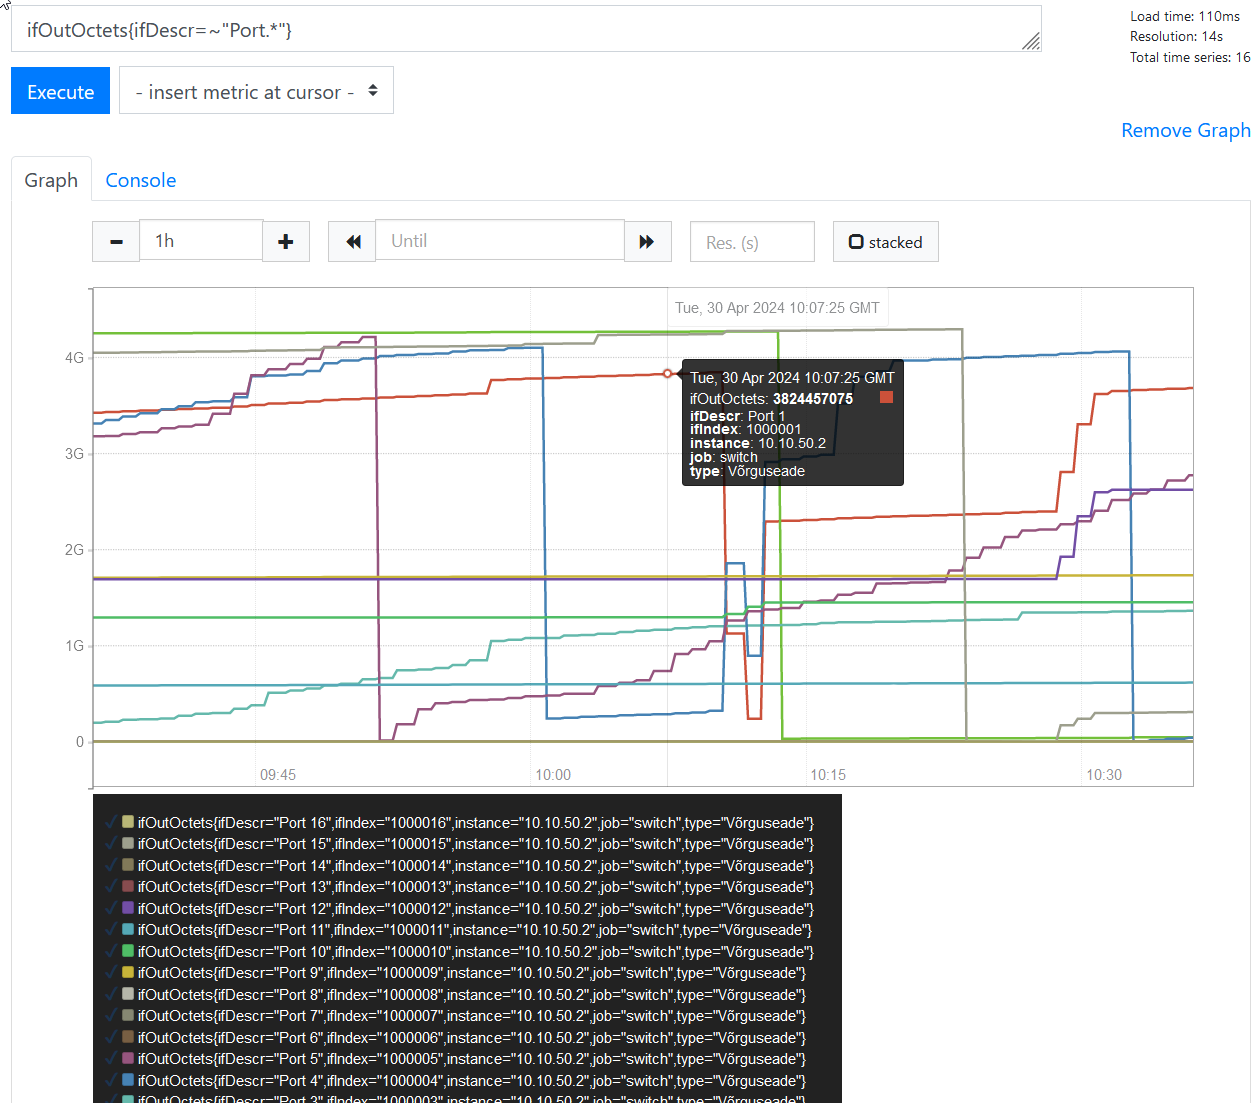 ifOutOctets{ifDescr=~"Port.*"}
Load time: 110ms
Resolution: 14s
Total time series: 16
Execute
- insert metric at cursor -
Remove Graph
Graph
Console
1h
Until
Res. (s)
stacked
Tue, 30 Apr 2024 10:07:25 GMT
4G
3G
2G
1G
0
Tue, 30 Apr 2024 10:07:25 GMT
ifOutOctets: 3824457075
ifDescr: Port 1
ifIndex: 1000001
instance: 10.10.50.2
job: switch
type: Võrguseade
09:45
10:00
10:15
10:30
ifOutOctets{ifDescr="Port 16",ifIndex="1000016",instance="10.10.50.2",job="switch",type="Võrguseade"}
ifOutOctets{ifDescr="Port 15",ifIndex="1000015",instance="10.10.50.2",job="switch",type="Võrguseade"}
ifOutOctets{ifDescr="Port 14",ifIndex="1000014",instance="10.10.50.2",job="switch",type="Võrguseade"}
ifOutOctets{ifDescr="Port 13",ifIndex="1000013",instance="10.10.50.2",job="switch",type="Võrguseade"}
ifOutOctets{ifDescr="Port 12",ifIndex="1000012",instance="10.10.50.2",job="switch",type="Võrguseade"}
ifOutOctets{ifDescr="Port 11",ifIndex="1000011",instance="10.10.50.2",job="switch",type="Võrguseade"}
ifOutOctets{ifDescr="Port 10",ifIndex="1000010",instance="10.10.50.2",job="switch",type="Võrguseade"}
ifOutOctets{ifDescr="Port 9",ifIndex="1000009",instance="10.10.50.2",job="switch",type="Võrguseade"}
ifOutOctets{ifDescr="Port 8",ifIndex="1000008",instance="10.10.50.2",job="switch",type="Võrguseade"}
ifOutOctets{ifDescr="Port 7",ifIndex="1000007",instance="10.10.50.2",job="switch",type="Võrguseade"}
ifOutOctets{ifDescr="Port 6",ifIndex="1000006",instance="10.10.50.2",job="switch",type="Võrguseade"}
ifOutOctets{ifDescr="Port 5",ifIndex="1000005",instance="10.10.50.2",job="switch",type="Võrguseade"}
ifOutOctets{ifDescr="Port 4",ifIndex="1000004",instance="10.10.50.2",job="switch",type="Võrguseade"}
ifOutOctets{ifDescr="Port 3",ifIndex="1000003",instance="10.10.50.2",job="switch",type="Võrguseade"}